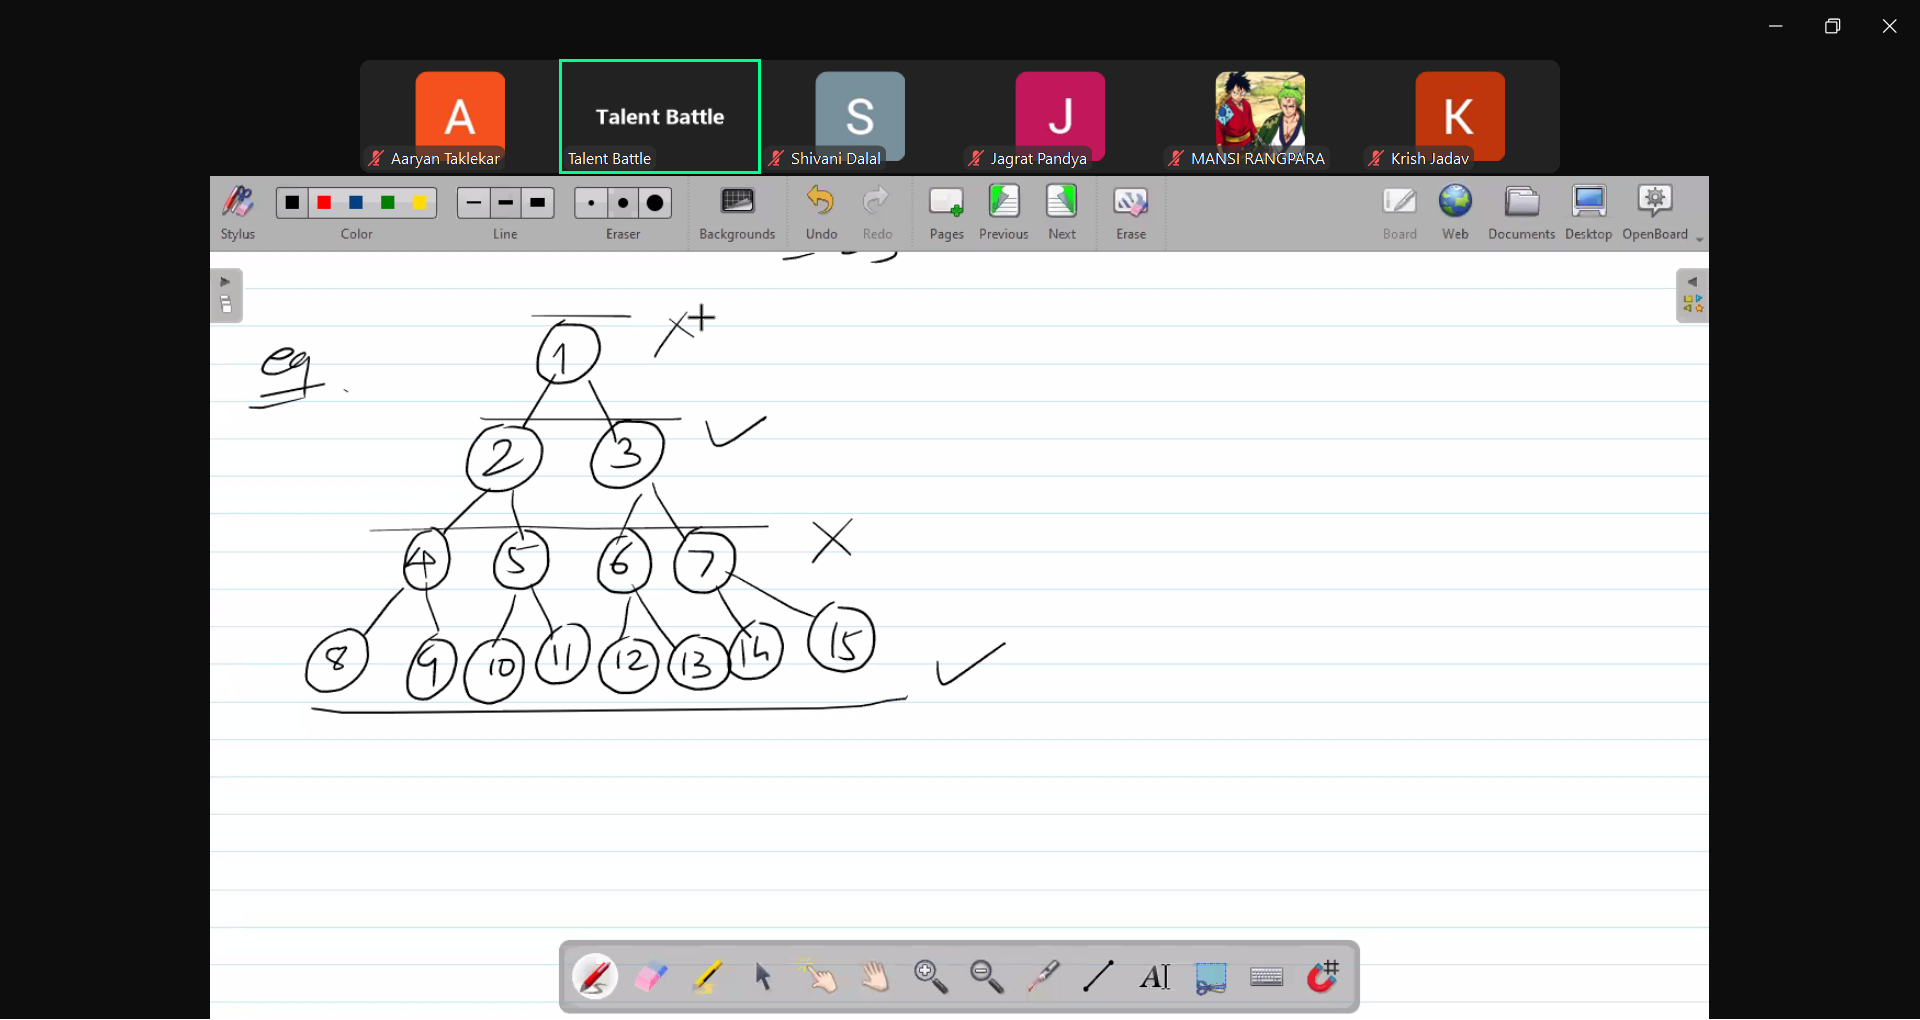 A Talent Battle S J K
Aaryan Taklekar Talent Battle Shivani Dalal Jagrat Pandya MANSI RANGPARA Krish Jadav
Stylus Color Line Eraser Backgrounds Undo Redo Pages Previous Next Erase Board Web Documents Desktop OpenBoard
eg.
1 ×
2 3 ✓
4 5 6 7 ×
8 9 10 11 12 13 14 15 ✓
AI